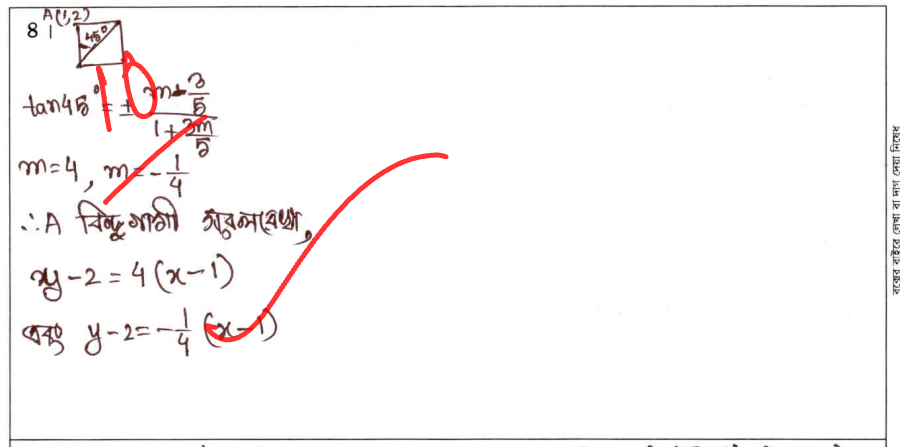 A(1,2)
8।
45°
10
tan45° = ± (m - 3/5)/(1 + 3m/5)
m=4, m=-1/4
∴A বিন্দুগামী সরলরেখা,
y-2=4(x-1)
এবং y-2=-1/4(x-1)
বক্সের বাইরে লেখা বা দাগ দেয়া নিষেধ